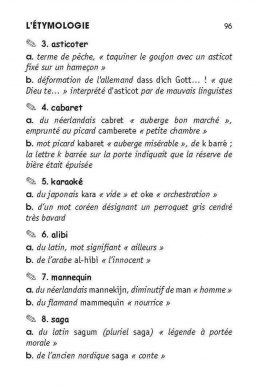 L'ÉTYMOLOGIE 96
3. asticoter
a. terme de pêche, « taquiner le goujon avec un asticot
fixé sur un hameçon »
b. déformation de l'allemand dass dich Gott... ! « que
Dieu te... » interprété d'asticot par de mauvais linguistes
4. cabaret
a. du néerlandais cabret « auberge bon marché »,
emprunté au picard camberete « petite chambre »
b. mot picard kabaret « auberge misérable », de k barré ;
la lettre k barrée sur la porte indiquait que la réserve de
bière était épuisée
5. karaoké
a. du japonais kara « vide » et oke « orchestration »
b. d'un mot coréen désignant un perroquet gris cendré
très bavard
6. alibi
a. du latin, mot signifiant « ailleurs »
b. de l'arabe al-hibi « l'innocent »
7. mannequin
a. du néerlandais mannekijn, diminutif de man « homme »
b. du flamand mammequin « nourrice »
8. saga
a. du latin sagum (pluriel saga) « légende à portée
morale »
b. de l'ancien nordique saga « conte »